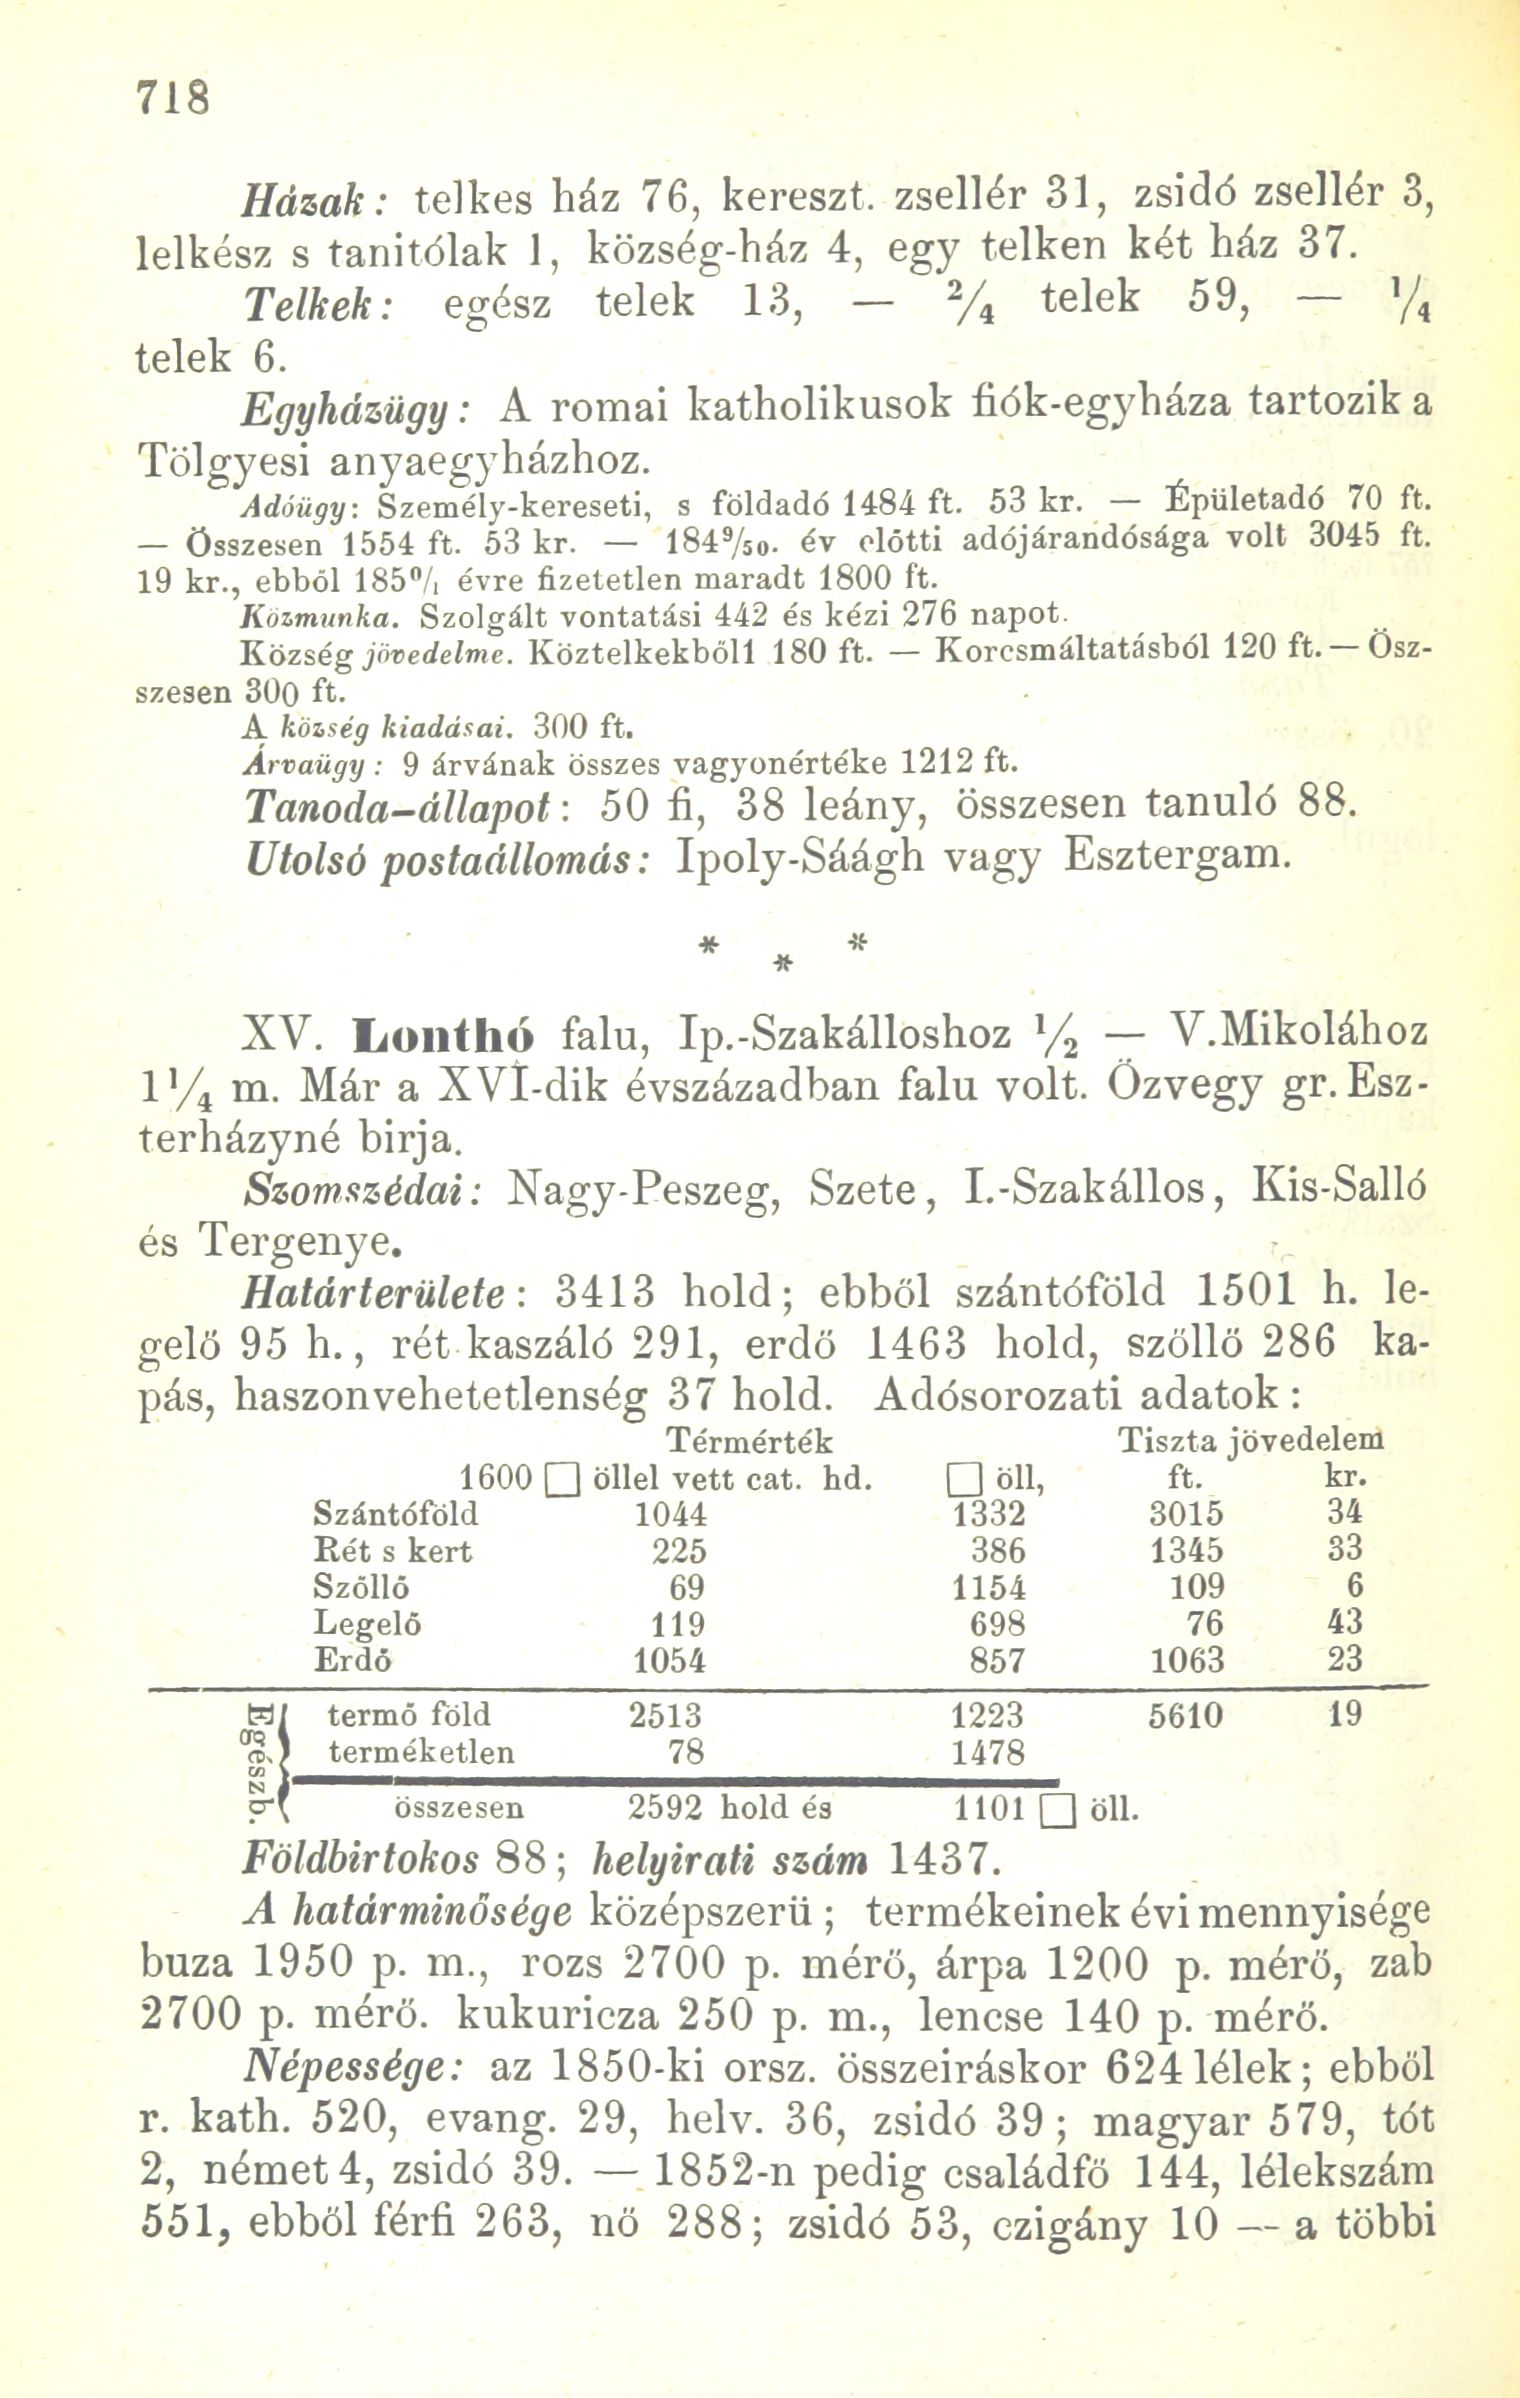 718
Házak: telkes ház 76, kereszt. zsellér 31, zsidó zsellér 3,
lelkész s tanitólak 1, község-ház 4, egy telken két ház 37.
Telkek: egész telek 13, — 2/4 telek 59, — 1/4
telek 6.
Egyházügy: A romai katholikusok fiók-egyháza tartozik a
Tölgyesi anyaegyházhoz.
Adóügy: Személy-kereseti, s földadó 1484 ft. 53 kr. — Épületadó 70 ft.
— Összesen 1554 ft. 53 kr. — 1849/50. év előtti adójárandósága volt 3045 ft.
19 kr., ebből 1850/1 évre fizetetlen maradt 1800 ft.
Közmunka. Szolgált vontatási 442 és kézi 276 napot.
Község jövedelme. Köztelkekből1 180 ft. — Korcsmáltatásból 120 ft. — Ösz-
szesen 300 ft.
A község kiadásai. 300 ft.
Árvaügy: 9 árvának összes vagyonértéke 1212 ft.
Tanoda-állapot: 50 fi, 38 leány, összesen tanuló 88.
Utolsó postaállomás: Ipoly-Sáágh vagy Esztergam.
* * *
XV. Lonthó falu, Ip.-Szakálloshoz 1/2 — V.Mikolához
1 1/4 m. Már a XVI-dik évszázadban falu volt. Özvegy gr. Esz-
terházyné birja.
Szomszédai: Nagy-Peszeg, Szete, I.-Szakállos, Kis-Salló
és Tergenye.
Határterülete: 3413 hold; ebből szántóföld 1501 h. le-
gelő 95 h., rét kaszáló 291, erdő 1463 hold, szőllő 286 ka-
pás, haszonvehetetlenség 37 hold. Adósorozati adatok:
Térmérték Tiszta jövedelem
1600 □ öllel vett cat. hd. □ öll, ft. kr.
Szántóföld 1044 1332 3015 34
Rét s kert 225 386 1345 33
Szőllő 69 1154 109 6
Legelő 119 698 76 43
Erdő 1054 857 1063 23
Egészb. termő föld 2513 1223 5610 19
terméketlen 78 1478
összesen 2592 hold és 1101 □ öll.
Földbirtokos 88; helyirati szám 1437.
A határminősége középszerü; termékeinek évi mennyisége
buza 1950 p. m., rozs 2700 p. mérő, árpa 1200 p. mérő, zab
2700 p. mérő. kukuricza 250 p. m., lencse 140 p. mérő.
Népessége: az 1850-ki orsz. összeiráskor 624 lélek; ebből
r. kath. 520, evang. 29, helv. 36, zsidó 39; magyar 579, tót
2, német 4, zsidó 39. — 1852-n pedig családfő 144, lélekszám
551, ebből férfi 263, nő 288; zsidó 53, czigány 10 — a többi